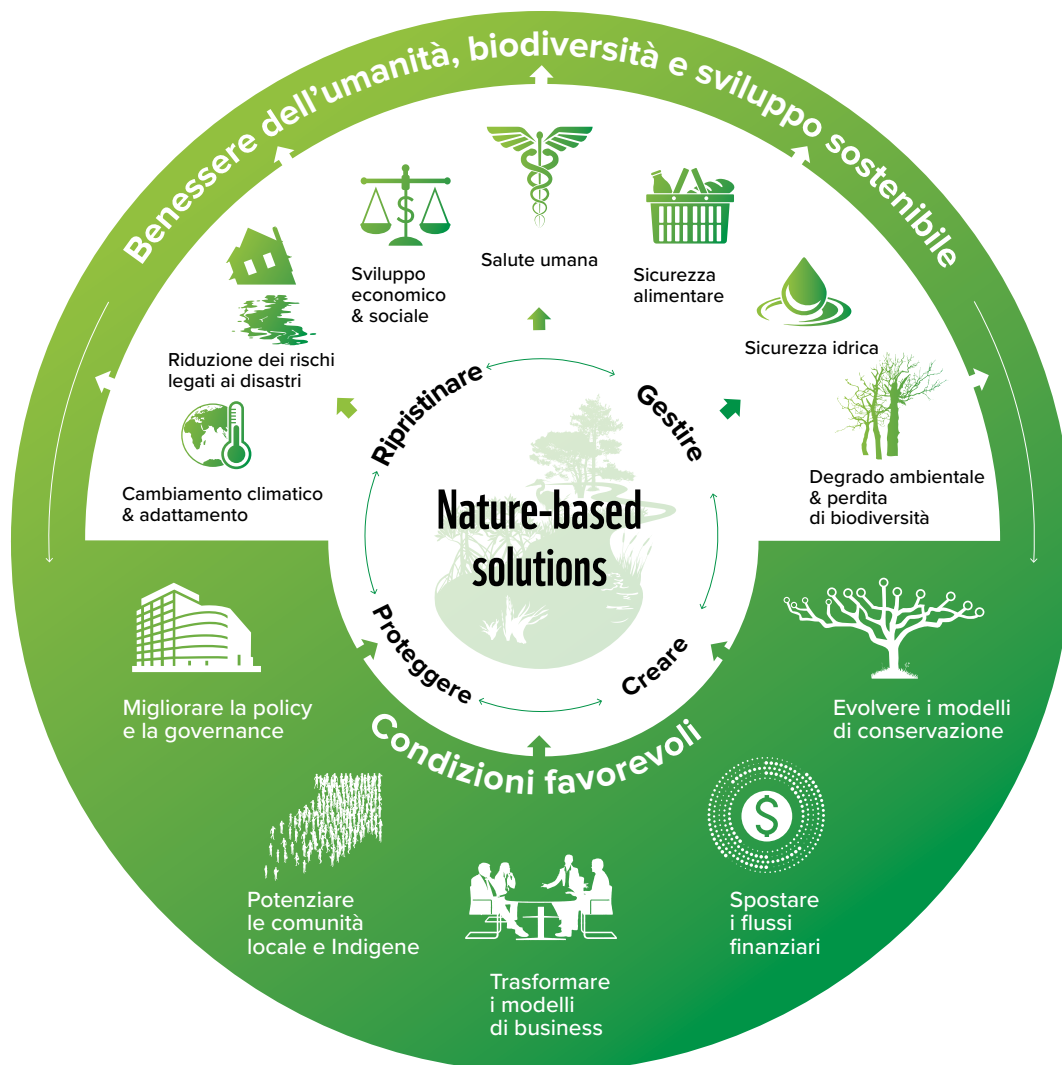 Benessere dell'umanità, biodiversità e sviluppo sostenibile
Salute umana
Sviluppo
economico
& sociale
Sicurezza
alimentare
Riduzione dei rischi
legati ai disastri
Sicurezza idrica
Cambiamento climatico
& adattamento
Degrado ambientale
& perdita
di biodiversità
Ripristinare
Gestire
Nature-based
solutions
Proteggere
Creare
Condizioni favorevoli
Migliorare la policy
e la governance
Evolvere i modelli
di conservazione
Potenziare
le comunità
locale e Indigene
Spostare
i flussi
finanziari
Trasformare
i modelli
di business
$
$